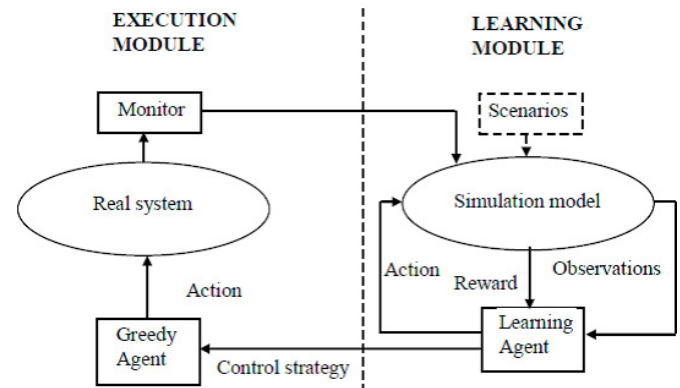 EXECUTION
MODULE
LEARNING
MODULE
Monitor
Scenarios
Real system
Simulation model
Action
Action
Reward
Observations
Greedy
Agent
Learning
Agent
Control strategy